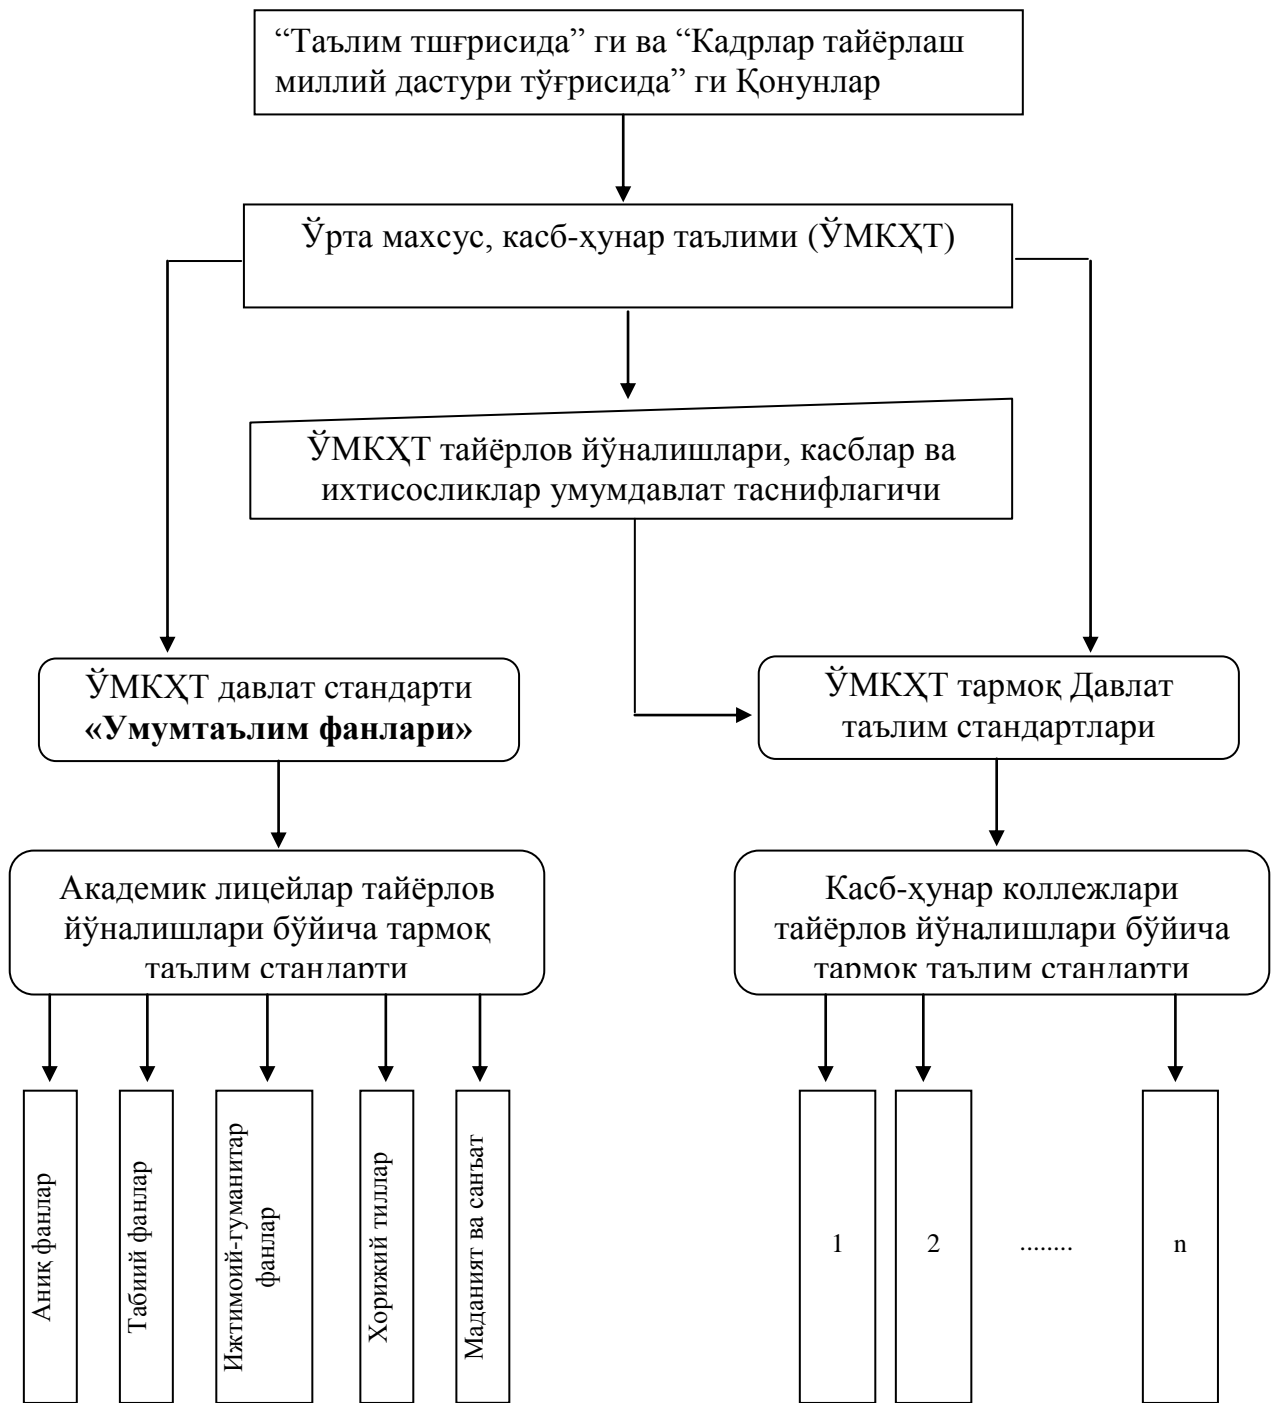 “Таълим тшғрисида” ги ва “Кадрлар тайёрлаш
миллий дастури тўғрисида” ги Қонунлар
Ўрта махсус, касб-ҳунар таълими (ЎМКҲТ)
ЎМКҲТ тайёрлов йўналишлари, касблар ва
ихтисосликлар умумдавлат таснифлагичи
ЎМКҲТ давлат стандарти
«Умумтаълим фанлари»
ЎМКҲТ тармоқ Давлат
таълим стандартлари
Академик лицейлар тайёрлов
йўналишлари бўйича тармоқ
таълим стандарти
Касб-ҳунар коллежлари
тайёрлов йўналишлари бўйича
тармоқ таълим стандарти
Аниқ фанлар
Табиий фанлар
Ижтимоий-гуманитар
фанлар
Хорижий тиллар
Маданият ва санъат
1
2
........
n